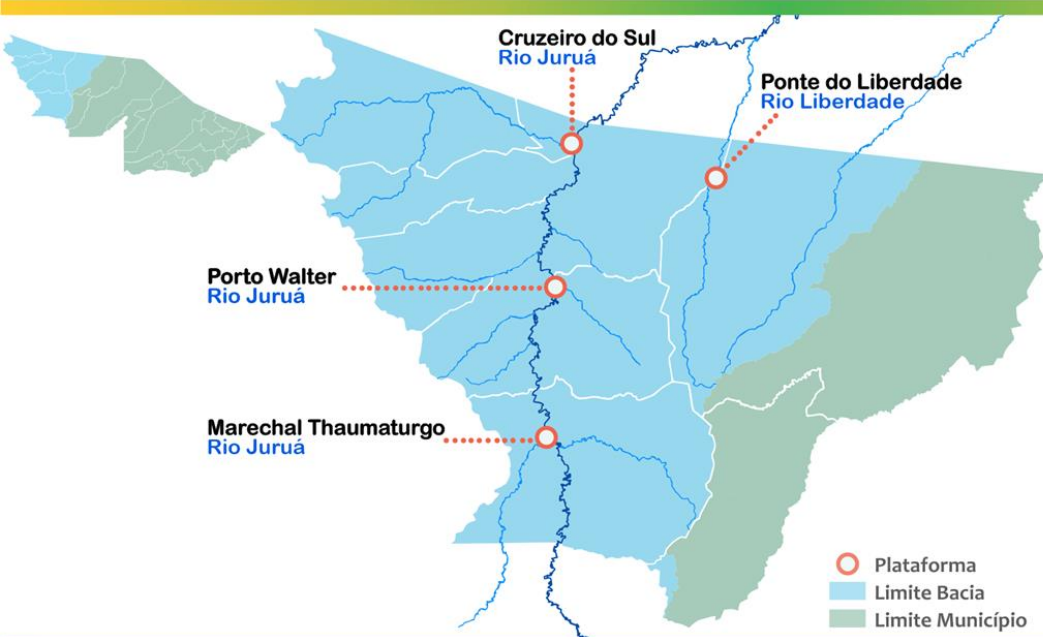 Cruzeiro do Sul
Rio Juruá
Ponte do Liberdade
Rio Liberdade
Porto Walter
Rio Juruá
Marechal Thaumaturgo
Rio Juruá
Plataforma
Limite Bacia
Limite Município